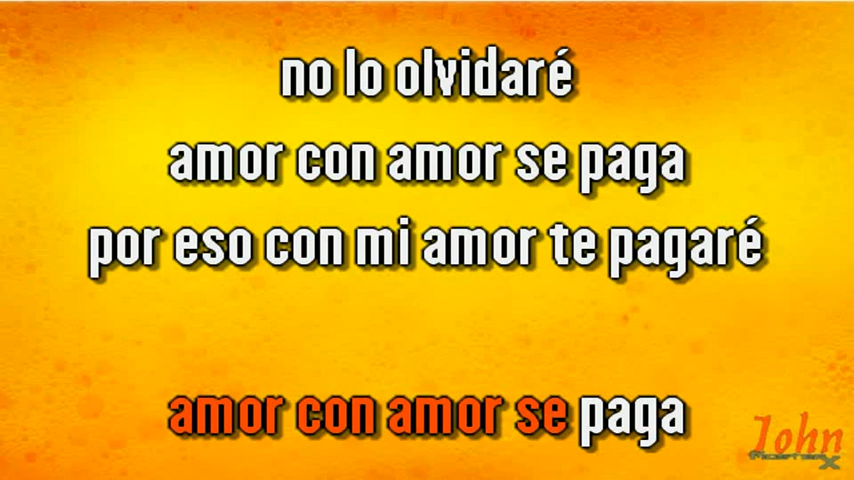 no lo olvidaré
amor con amor se paga
por eso con mi amor te pagaré
amor con amor se paga
John